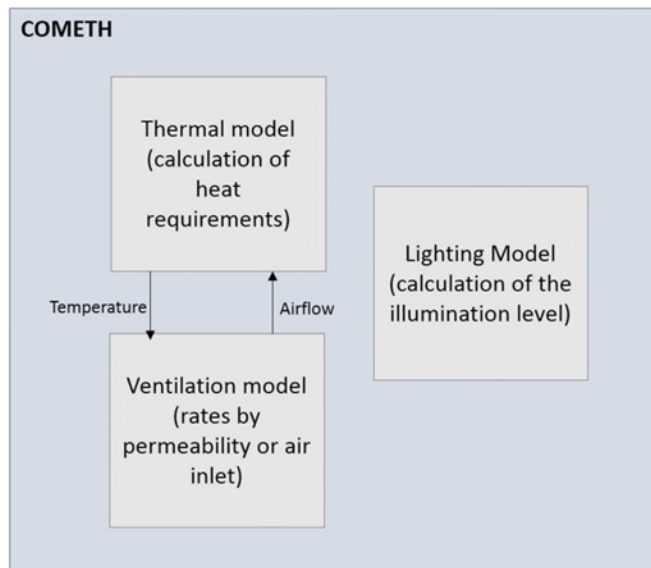 COMETH
Thermal model
(calculation of
heat
requirements)
Temperature
Airflow
Ventilation model
(rates by
permeability or air
inlet)
Lighting Model
(calculation of the
illumination level)